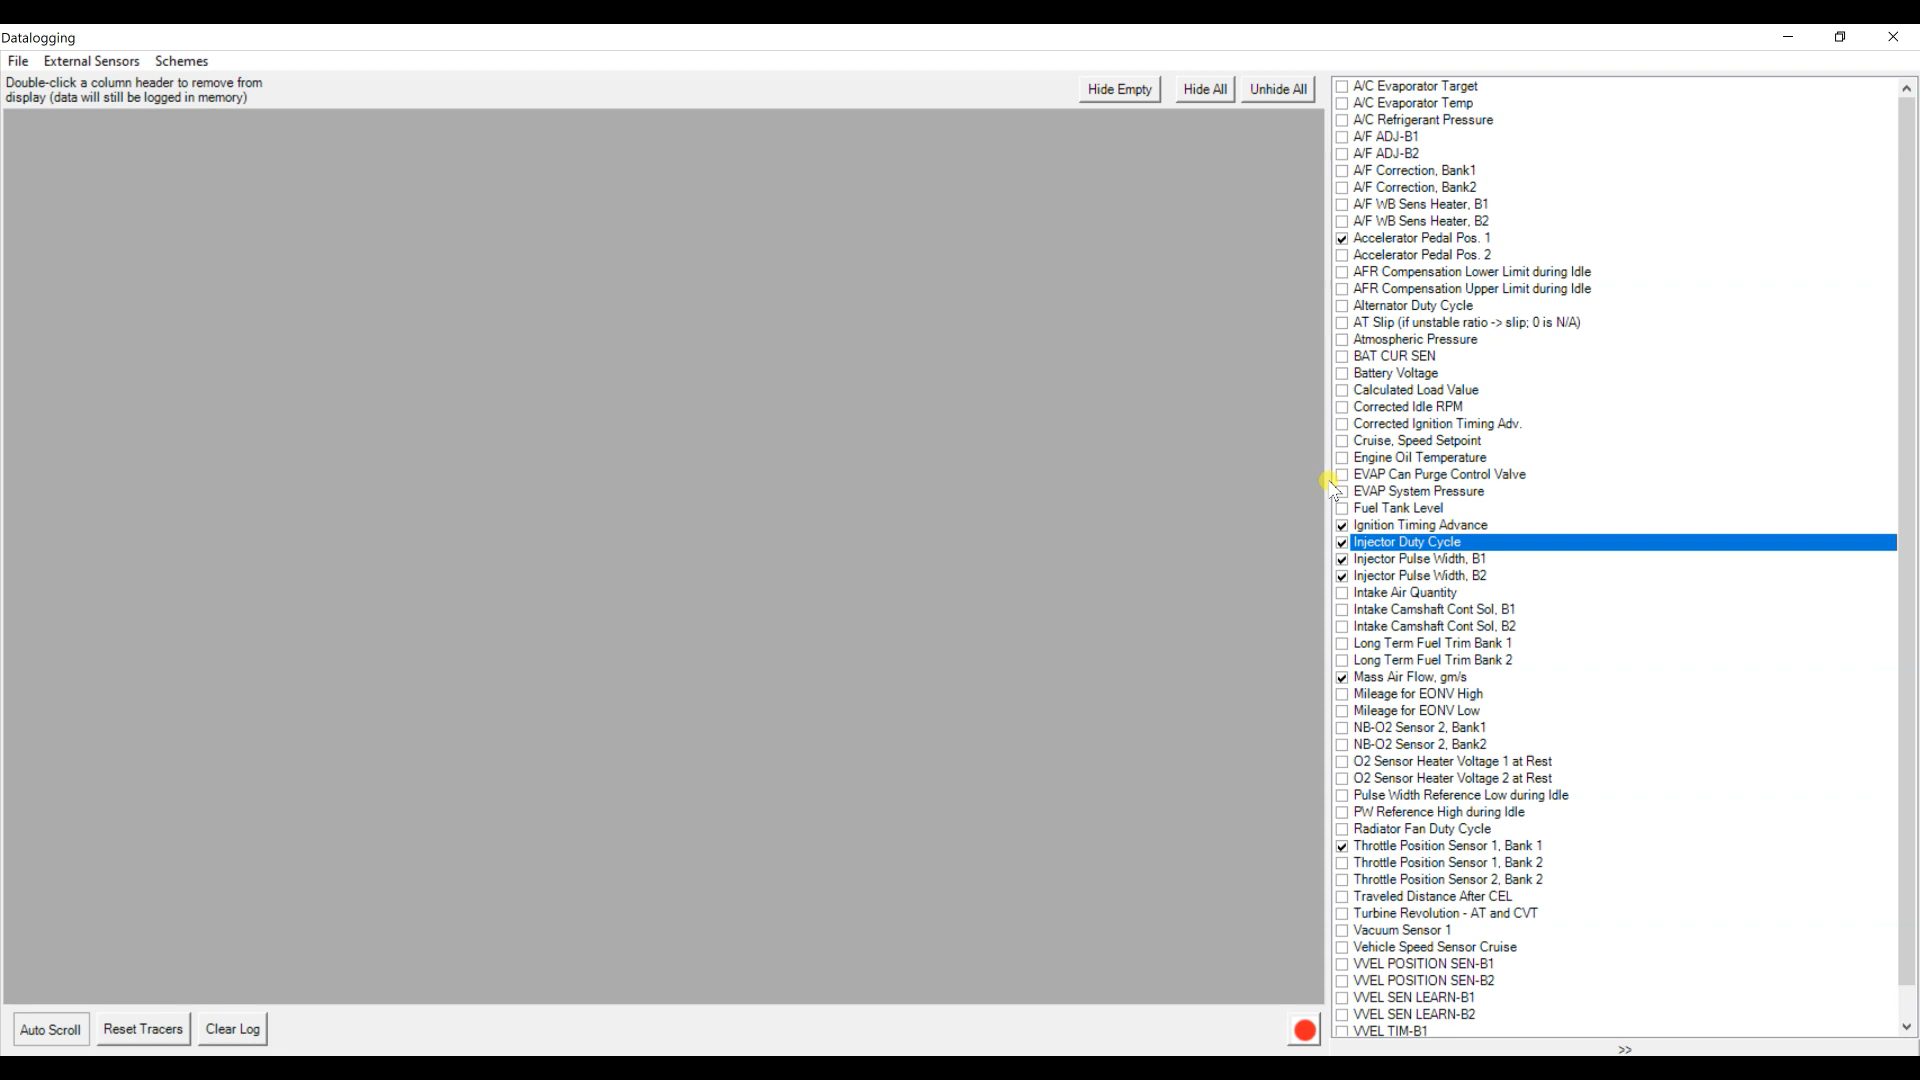 Datalogging
File External Sensors Schemes
Double-click a column header to remove from
display (data will still be logged in memory)
Hide Empty Hide All Unhide All
A/C Evaporator Target
A/C Evaporator Temp
A/C Refrigerant Pressure
A/F ADJ-B1
A/F ADJ-B2
A/F Correction, Bank1
A/F Correction, Bank2
A/F WB Sens Heater, B1
A/F WB Sens Heater, B2
Accelerator Pedal Pos. 1
Accelerator Pedal Pos. 2
AFR Compensation Lower Limit during Idle
AFR Compensation Upper Limit during Idle
Alternator Duty Cycle
AT Slip (if unstable ratio -> slip; 0 is N/A)
Atmospheric Pressure
BAT CUR SEN
Battery Voltage
Calculated Load Value
Corrected Idle RPM
Corrected Ignition Timing Adv.
Cruise, Speed Setpoint
Engine Oil Temperature
EVAP Can Purge Control Valve
EVAP System Pressure
Fuel Tank Level
Ignition Timing Advance
Injector Duty Cycle
Injector Pulse Width, B1
Injector Pulse Width, B2
Intake Air Quantity
Intake Camshaft Cont Sol, B1
Intake Camshaft Cont Sol, B2
Long Term Fuel Trim Bank 1
Long Term Fuel Trim Bank 2
Mass Air Flow, gm/s
Mileage for EONV High
Mileage for EONV Low
NB-O2 Sensor 2, Bank1
NB-O2 Sensor 2, Bank2
O2 Sensor Heater Voltage 1 at Rest
O2 Sensor Heater Voltage 2 at Rest
Pulse Width Reference Low during Idle
PW Reference High during Idle
Radiator Fan Duty Cycle
Throttle Position Sensor 1, Bank 1
Throttle Position Sensor 1, Bank 2
Throttle Position Sensor 2, Bank 2
Traveled Distance After CEL
Turbine Revolution - AT and CVT
Vacuum Sensor 1
Vehicle Speed Sensor Cruise
VVEL POSITION SEN-B1
VVEL POSITION SEN-B2
VVEL SEN LEARN-B1
VVEL SEN LEARN-B2
VVEL TIM-B1
Auto Scroll Reset Tracers Clear Log
>>